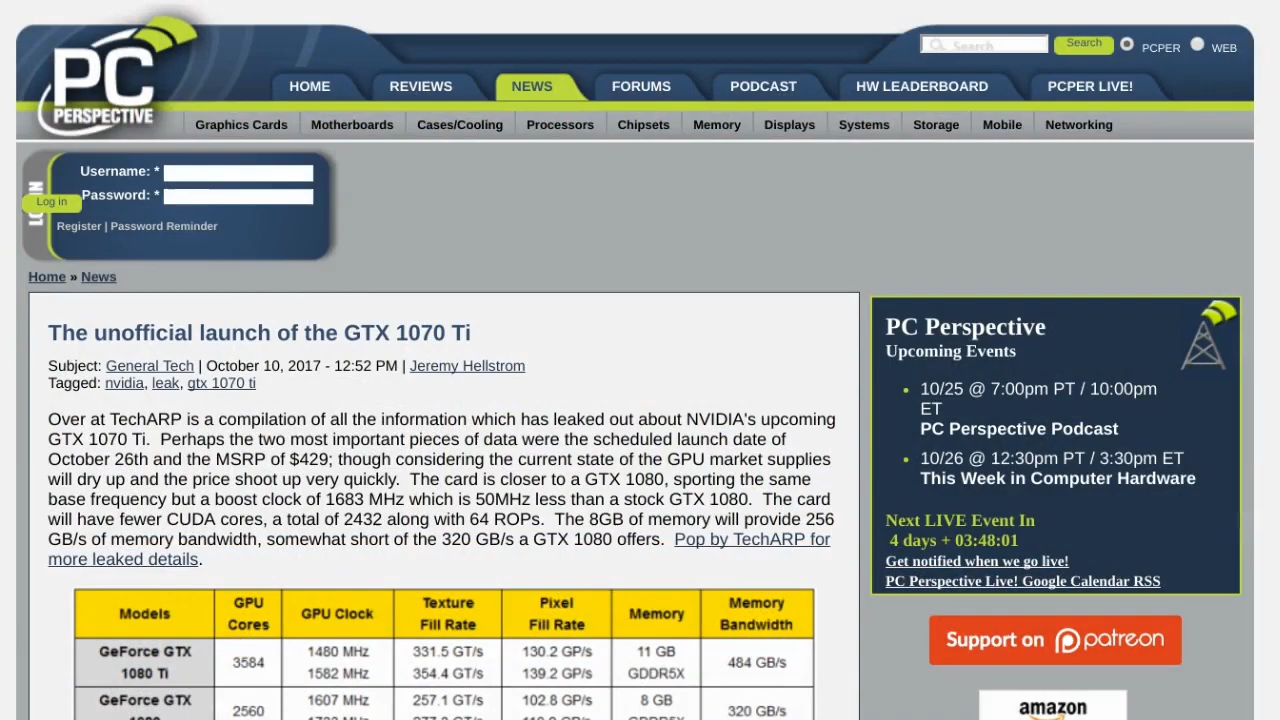 PC
PERSPECTIVE
Search
Search
PCPER
WEB
HOME
REVIEWS
NEWS
FORUMS
PODCAST
HW LEADERBOARD
PCPER LIVE!
Graphics Cards
Motherboards
Cases/Cooling
Processors
Chipsets
Memory
Displays
Systems
Storage
Mobile
Networking
Username: *
Password: *
Log in
Register | Password Reminder
Home » News
The unofficial launch of the GTX 1070 Ti
Subject: General Tech | October 10, 2017 - 12:52 PM | Jeremy Hellstrom
Tagged: nvidia, leak, gtx 1070 ti
Over at TechARP is a compilation of all the information which has leaked out about NVIDIA's upcoming
GTX 1070 Ti.  Perhaps the two most important pieces of data were the scheduled launch date of
October 26th and the MSRP of $429; though considering the current state of the GPU market supplies
will dry up and the price shoot up very quickly.  The card is closer to a GTX 1080, sporting the same
base frequency but a boost clock of 1683 MHz which is 50MHz less than a stock GTX 1080.  The card
will have fewer CUDA cores, a total of 2432 along with 64 ROPs.  The 8GB of memory will provide 256
GB/s of memory bandwidth, somewhat short of the 320 GB/s a GTX 1080 offers.  Pop by TechARP for
more leaked details.
Models
GPU
Cores
GPU Clock
Texture
Fill Rate
Pixel
Fill Rate
Memory
Memory
Bandwidth
GeForce GTX
1080 Ti
3584
1480 MHz
1582 MHz
331.5 GT/s
354.4 GT/s
130.2 GP/s
139.2 GP/s
11 GB
GDDR5X
484 GB/s
GeForce GTX
2560
1607 MHz
257.1 GT/s
102.8 GP/s
8 GB
320 GB/s
PC Perspective
Upcoming Events
10/25 @ 7:00pm PT / 10:00pm
ET
PC Perspective Podcast
10/26 @ 12:30pm PT / 3:30pm ET
This Week in Computer Hardware
Next LIVE Event In
4 days + 03:48:01
Get notified when we go live!
PC Perspective Live! Google Calendar RSS
Support on patreon
amazon